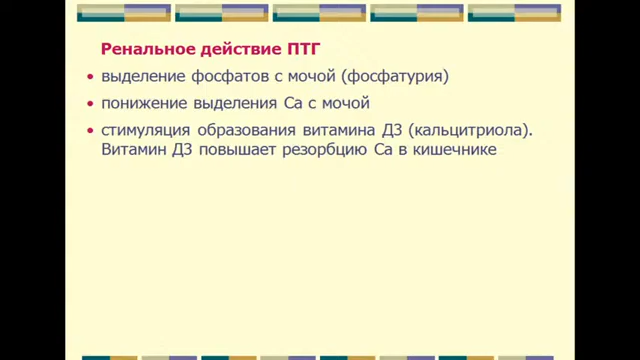 Ренальное действие ПТГ
• выделение фосфатов с мочой (фосфатурия)
• понижение выделения Са с мочой
• стимуляция образования витамина Д3 (кальцитриола).
Витамин Д3 повышает резорбцию Са в кишечнике